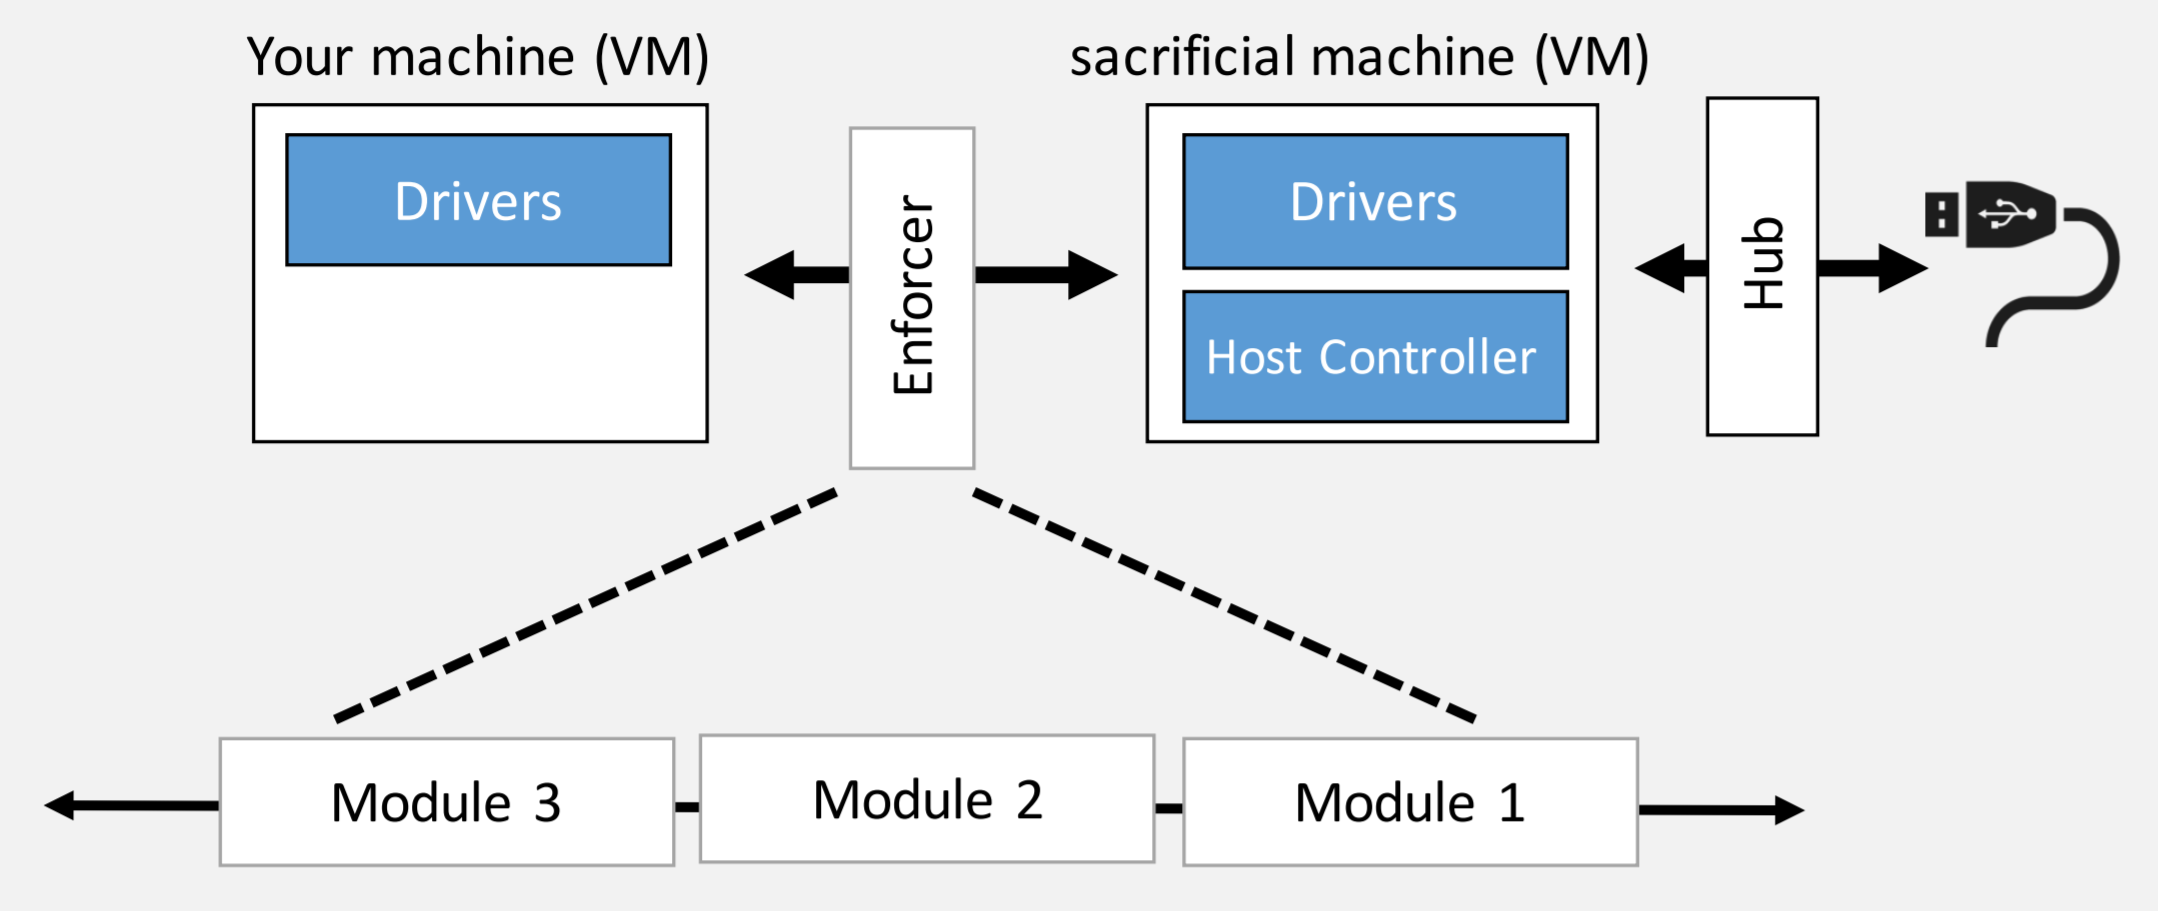 Your machine (VM)
sacrificial machine (VM)
Drivers
Enforcer
Drivers
Host Controller
Hub
Module 3
Module 2
Module 1